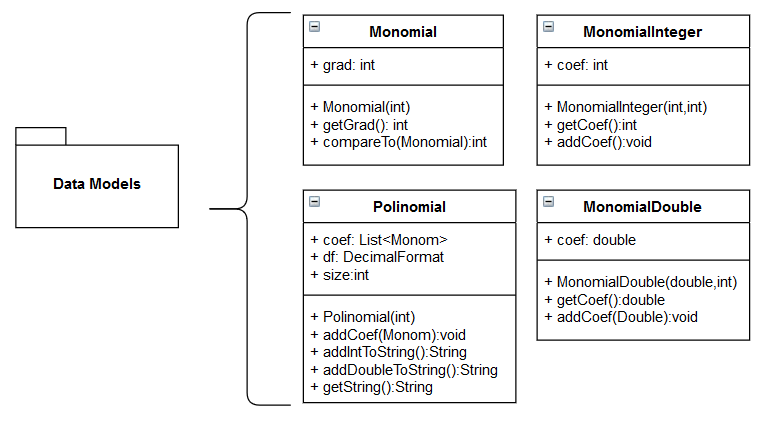 Data Models
Monomial
+ grad: int
+ Monomial(int)
+ getGrad(): int
+ compareTo(Monomial):int
MonomialInteger
+ coef: int
+ MonomialInteger(int,int)
+ getCoef():int
+ addCoef():void
Polinomial
+ coef: List<Monom>
+ df: DecimalFormat
+ size:int
+ Polinomial(int)
+ addCoef(Monom):void
+ addIntToString():String
+ addDoubleToString():String
+ getString():String
MonomialDouble
+ coef: double
+ MonomialDouble(double,int)
+ getCoef():double
+ addCoef(Double):void